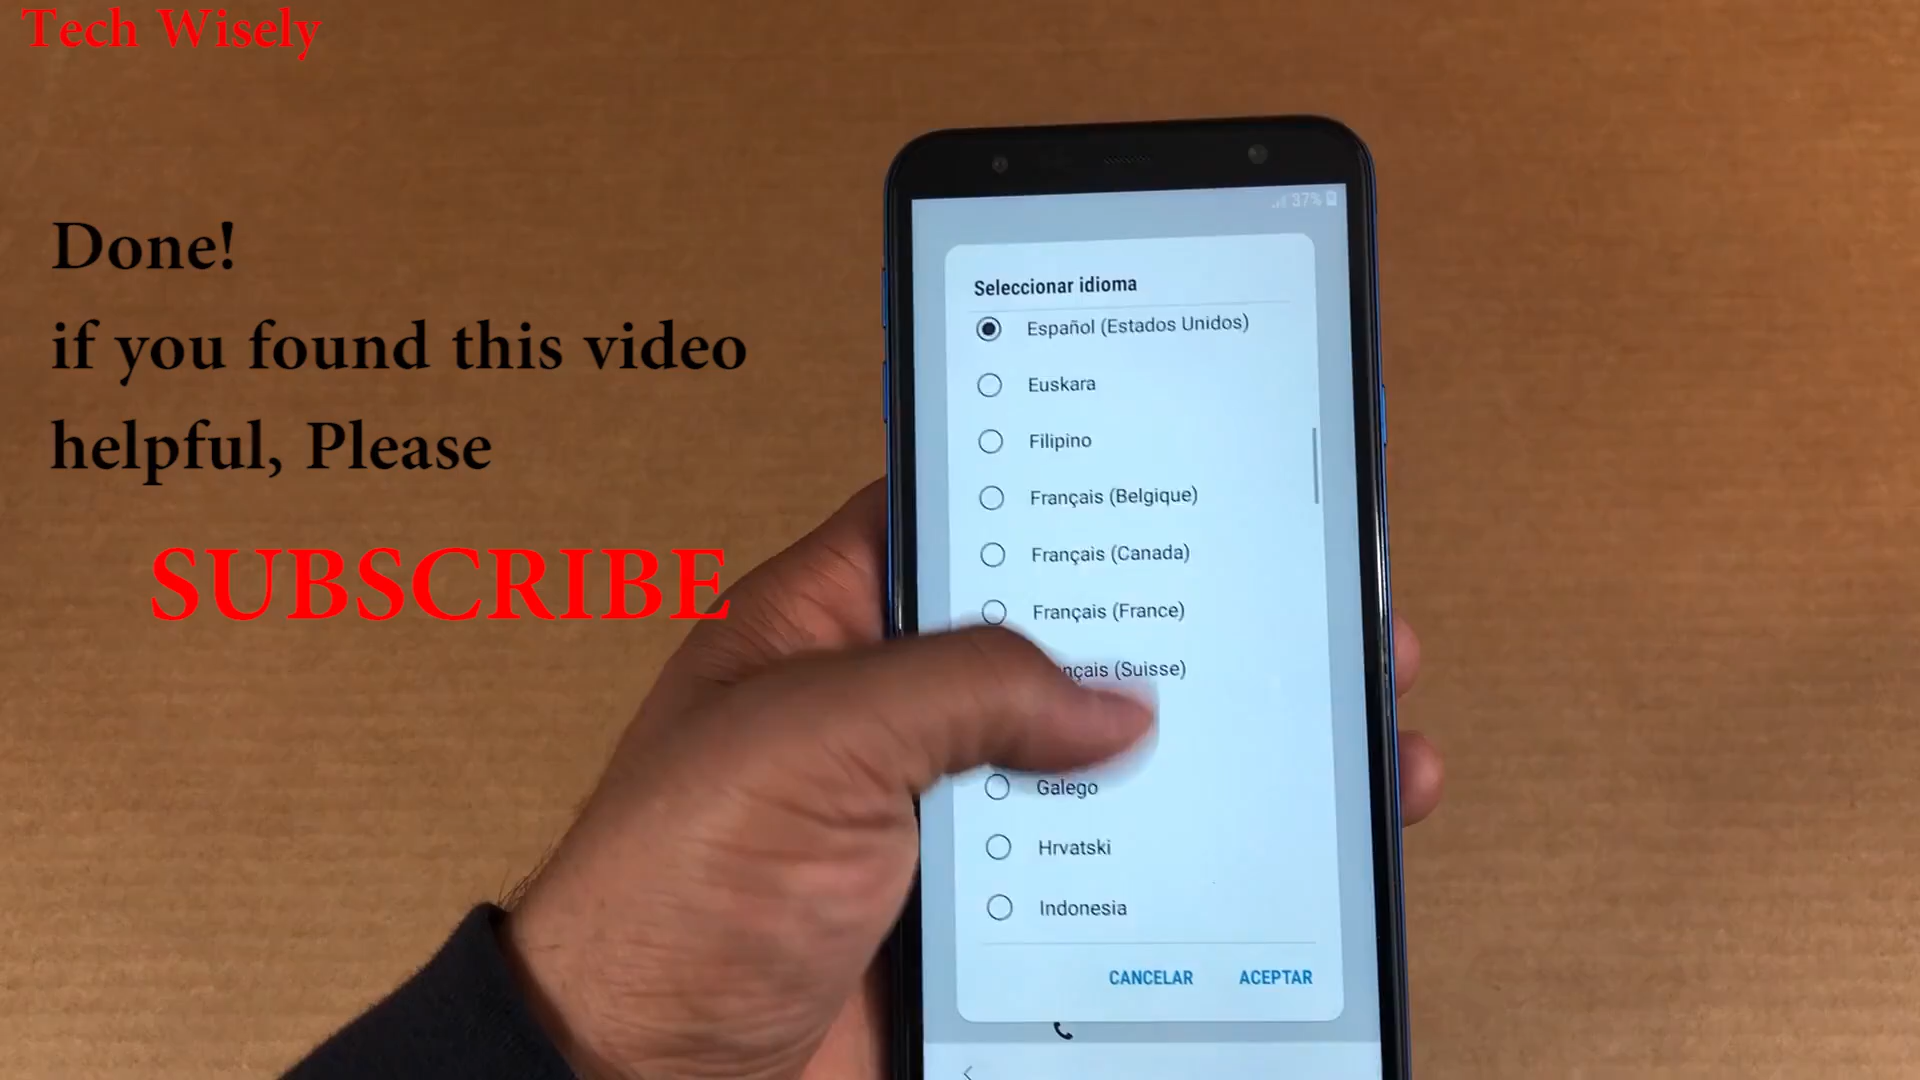 Tech Wisely
Done!
if you found this video
helpful, Please
SUBSCRIBE
37%
Seleccionar idioma
Español (Estados Unidos)
Euskara
Filipino
Français (Belgique)
Français (Canada)
Français (France)
nçais (Suisse)
Galego
Hrvatski
Indonesia
CANCELAR ACEPTAR